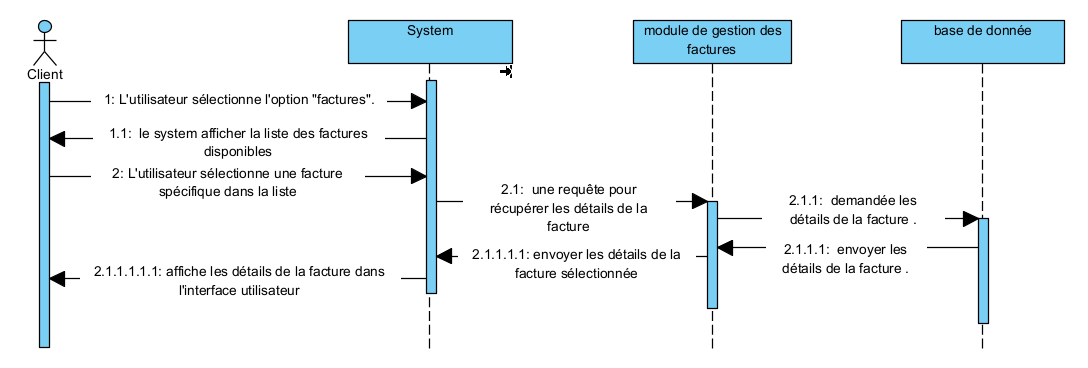 Client
System
module de gestion des
factures
base de donnée
1: L'utilisateur sélectionne l'option "factures".
1.1:  le system afficher la liste des factures
disponibles
2: L'utilisateur sélectionne une facture
spécifique dans la liste
2.1:  une requête pour
récupérer les détails de la
facture
2.1.1:  demandée les
détails de la facture .
2.1.1.1:  envoyer les
détails de la facture .
2.1.1.1.1: envoyer les détails de la
facture sélectionnée
2.1.1.1.1.1: affiche les détails de la facture dans
l'interface utilisateur